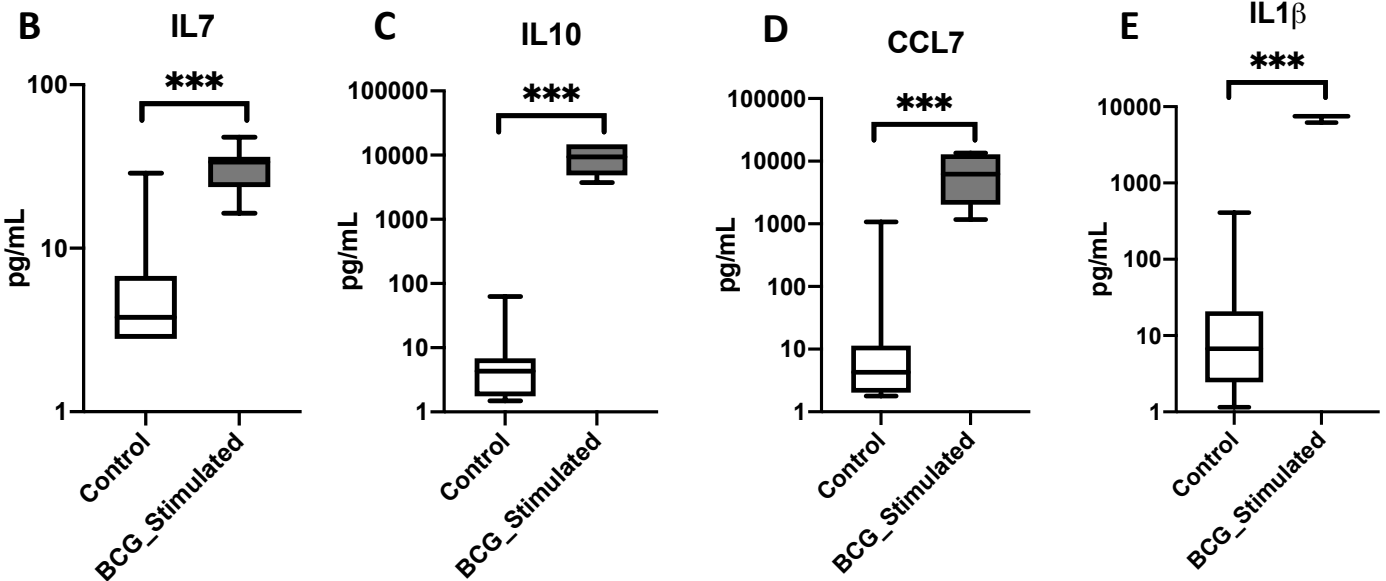 B
IL7
***
100
10
1
pg/mL
Control
BCG_Stimulated
C
IL10
***
100000
10000
1000
100
10
1
pg/mL
Control
BCG_Stimulated
D
CCL7
***
100000
10000
1000
100
10
1
pg/mL
Control
BCG_Stimulated
E
IL1β
***
10000
1000
100
10
1
pg/mL
Control
BCG_Stimulated